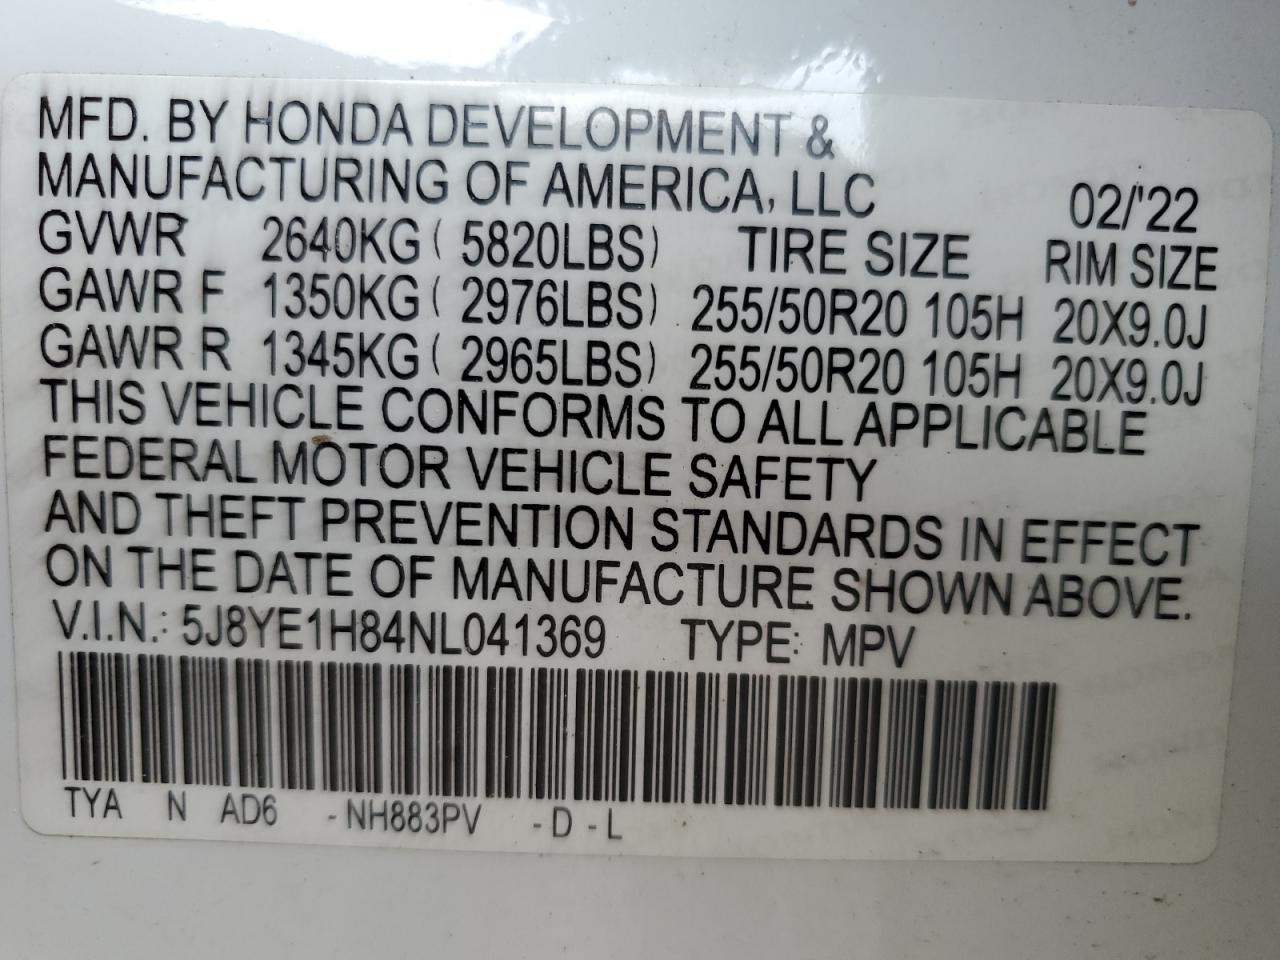 MFD. BY HONDA DEVELOPMENT &
MANUFACTURING OF AMERICA, LLC 02/'22
GVWR 2640KG ( 5820LBS) TIRE SIZE RIM SIZE
GAWR F 1350KG ( 2976LBS) 255/50R20 105H 20X9.0J
GAWR R 1345KG ( 2965LBS) 255/50R20 105H 20X9.0J
THIS VEHICLE CONFORMS TO ALL APPLICABLE
FEDERAL MOTOR VEHICLE SAFETY
AND THEFT PREVENTION STANDARDS IN EFFECT
ON THE DATE OF MANUFACTURE SHOWN ABOVE.
V.I.N.: 5J8YE1H84NL041369 TYPE: MPV
TYA N AD6 -NH883PV -D -L